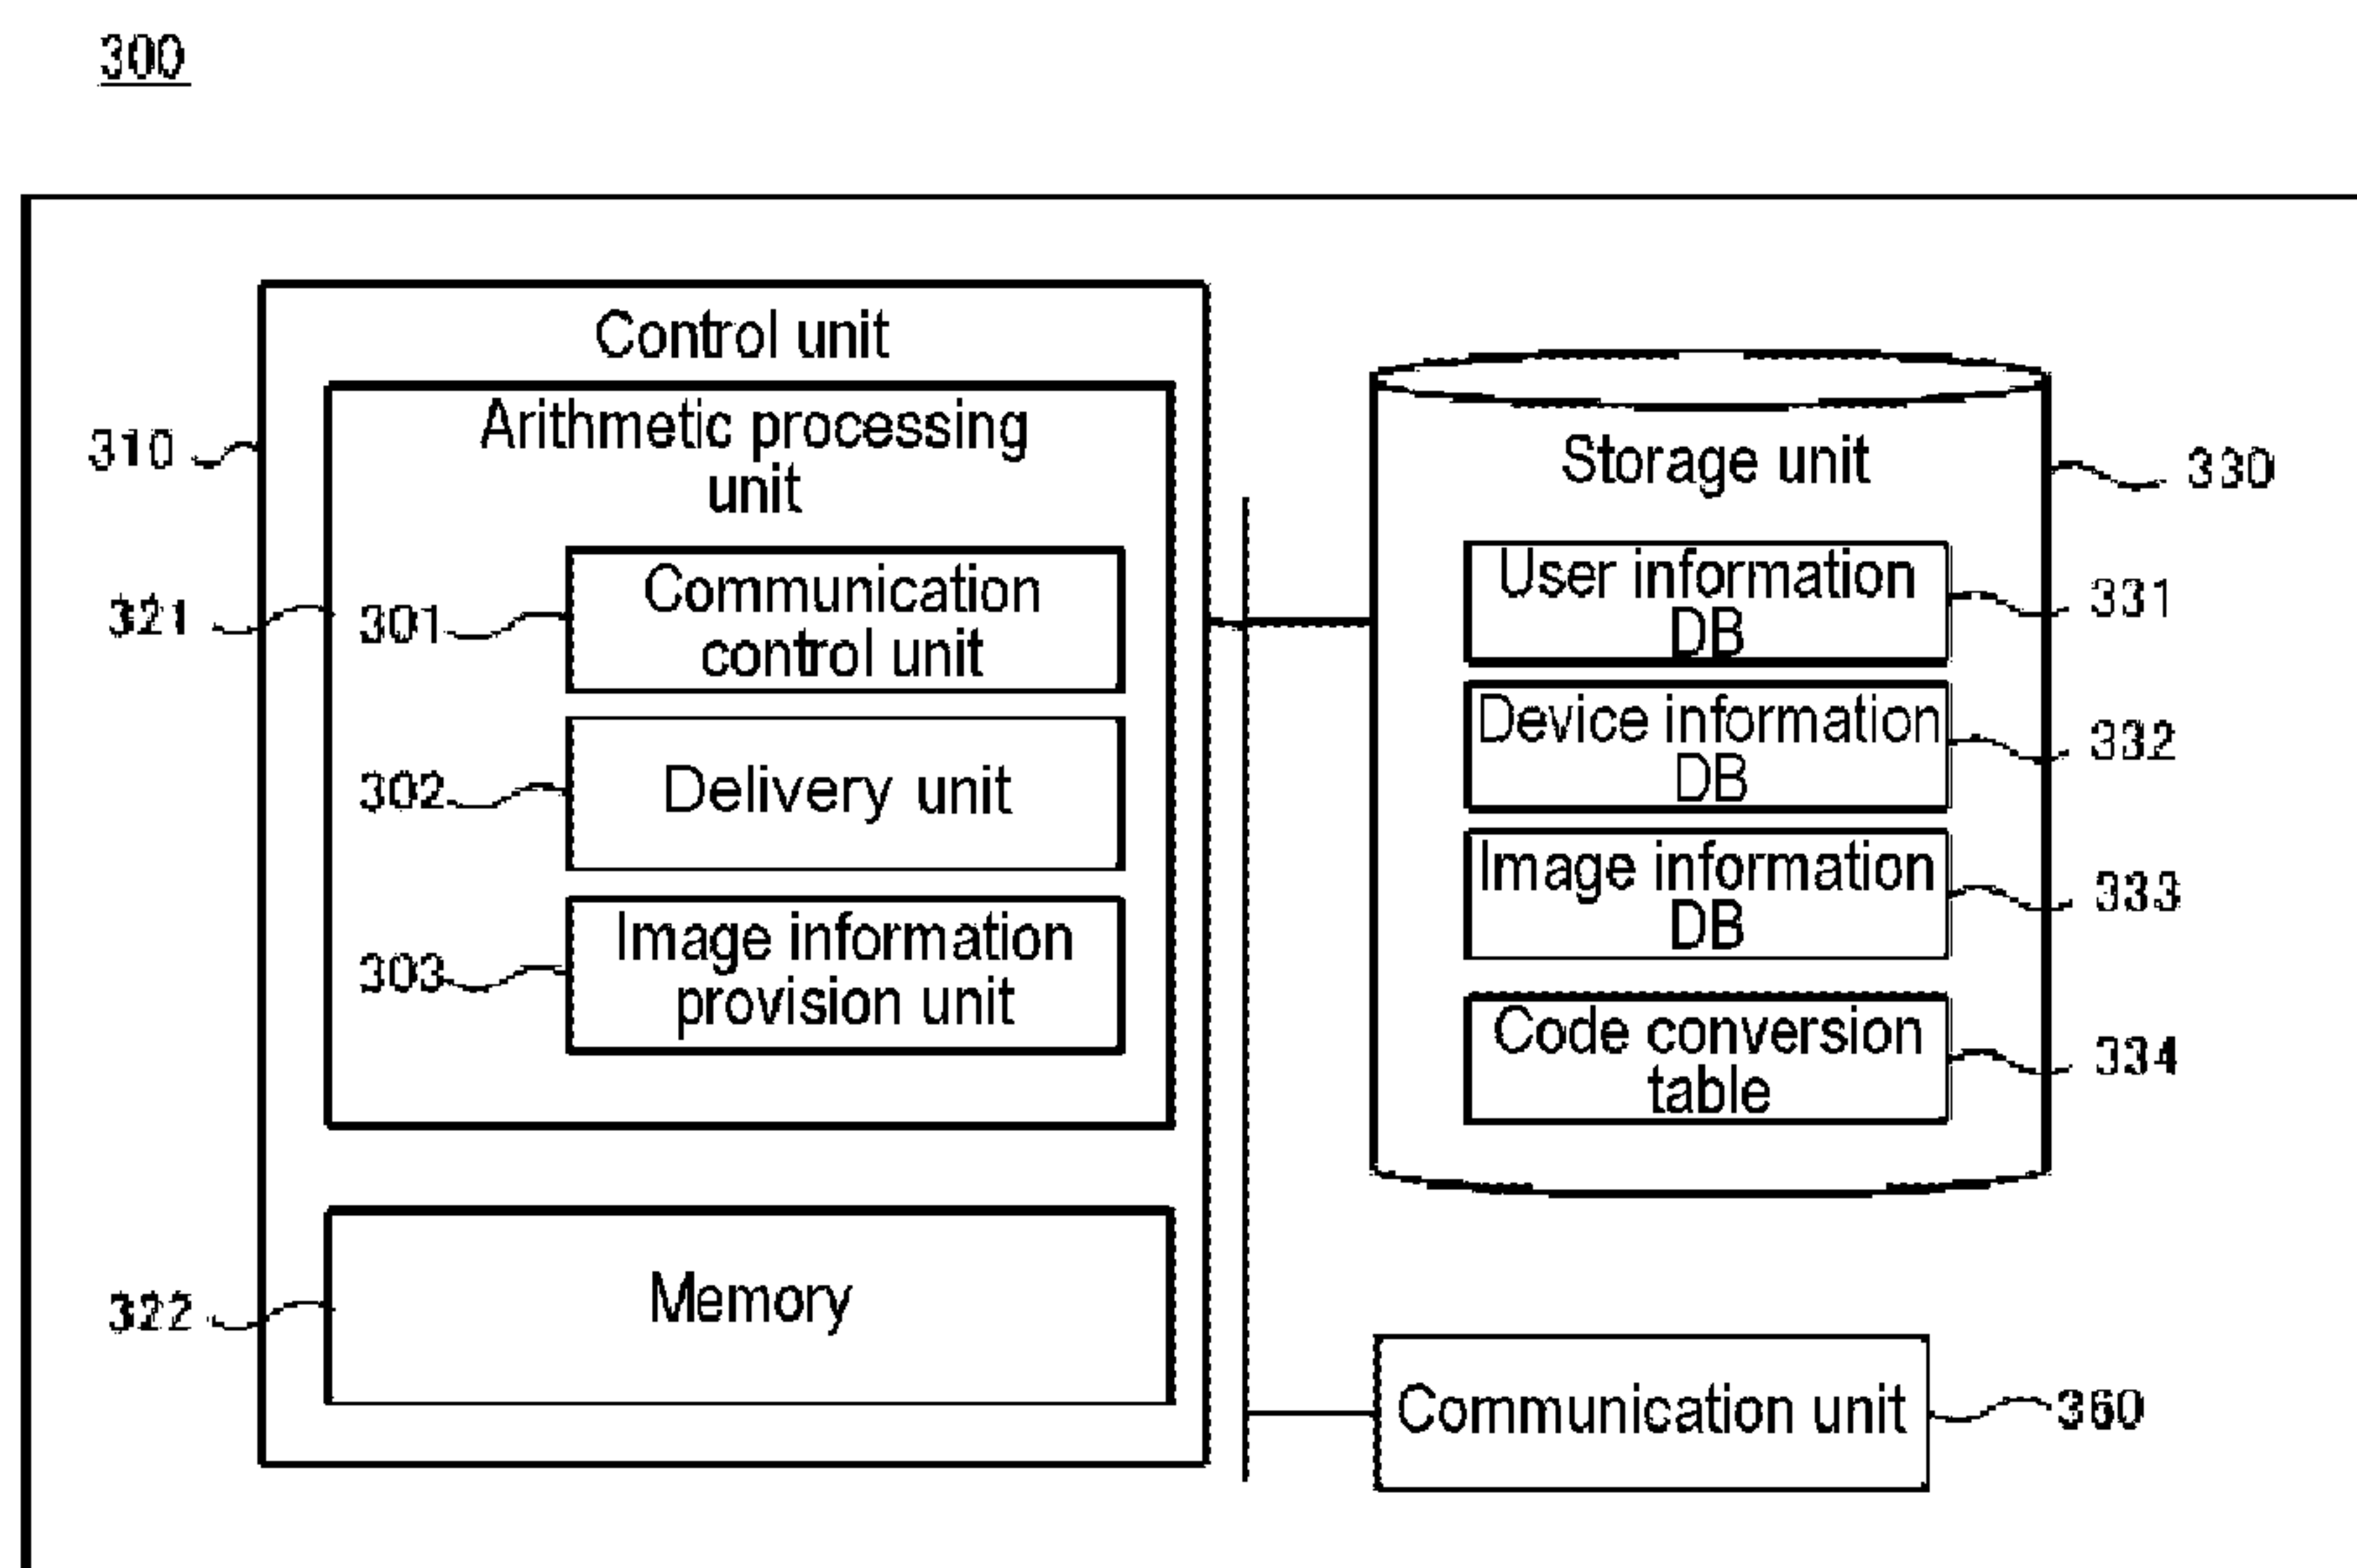 300
Control unit
Arithmetic processing
unit
310
321
301
Communication
control unit
302
Delivery unit
303
Image information
provision unit
322
Memory
Storage unit
330
User information
DB
331
Device information
DB
332
Image information
DB
333
Code conversion
table
334
Communication unit